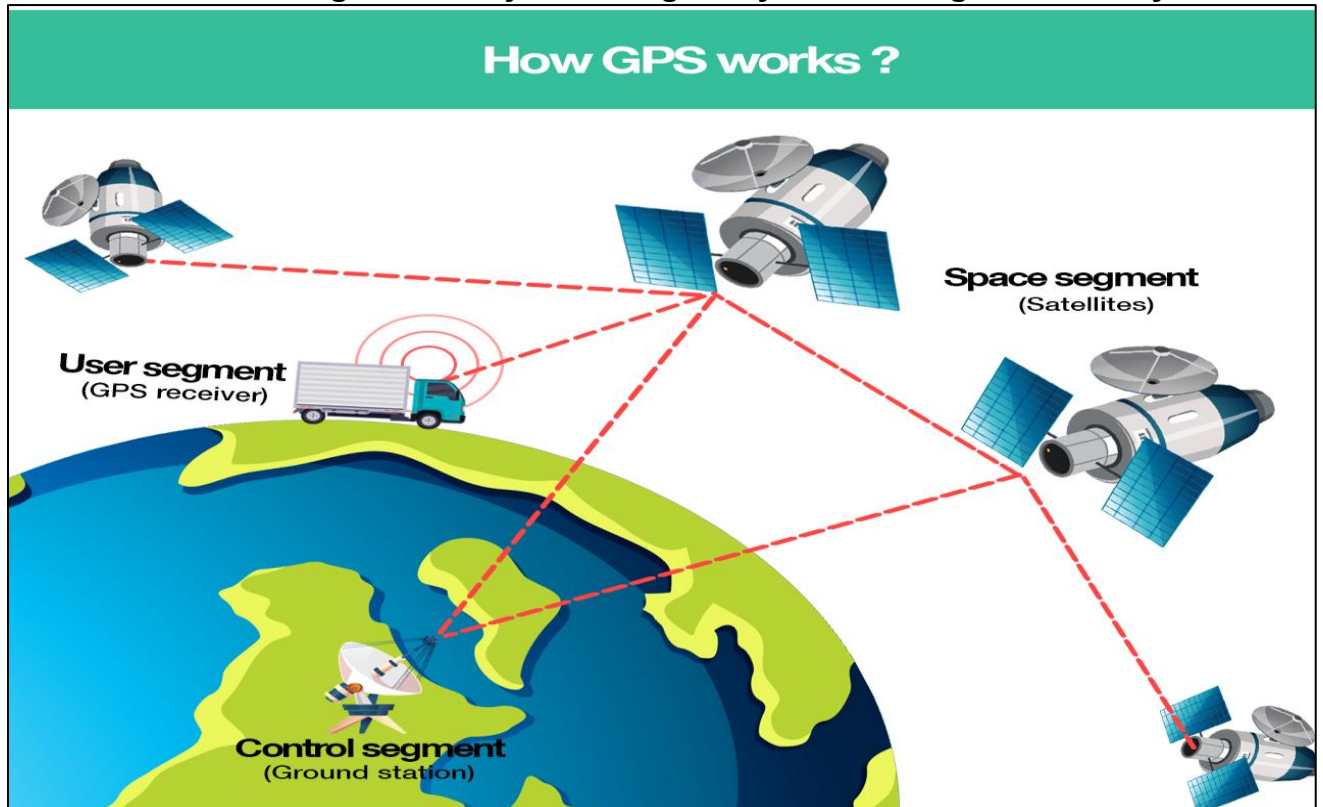 How GPS works ?
Space segment
(Satellites)
User segment
(GPS receiver)
Control segment
(Ground station)